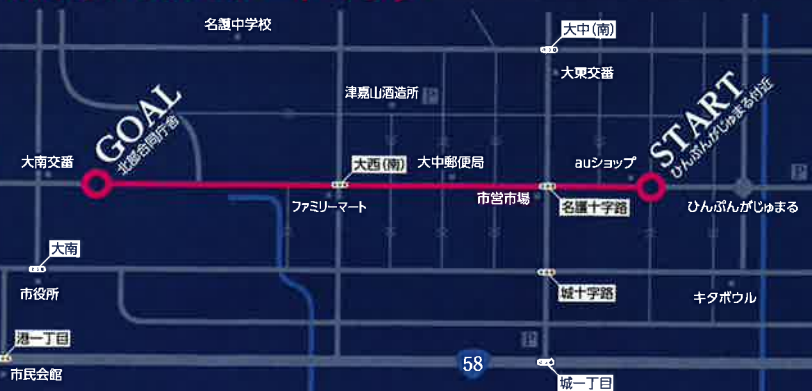 名護中学校
大中(南)
大東交番
津嘉山酒造所
P
GOAL
北部合同庁舎
START
ひんぷんがじゅまる付近
大南交番
大西(南)
大中郵便局
auショップ
P
ファミリーマート
市営市場
名護十字路
ひんぷんがじゅまる
大南
市役所
城十字路
キタボウル
港一丁目
P
58
市民会館
城一丁目